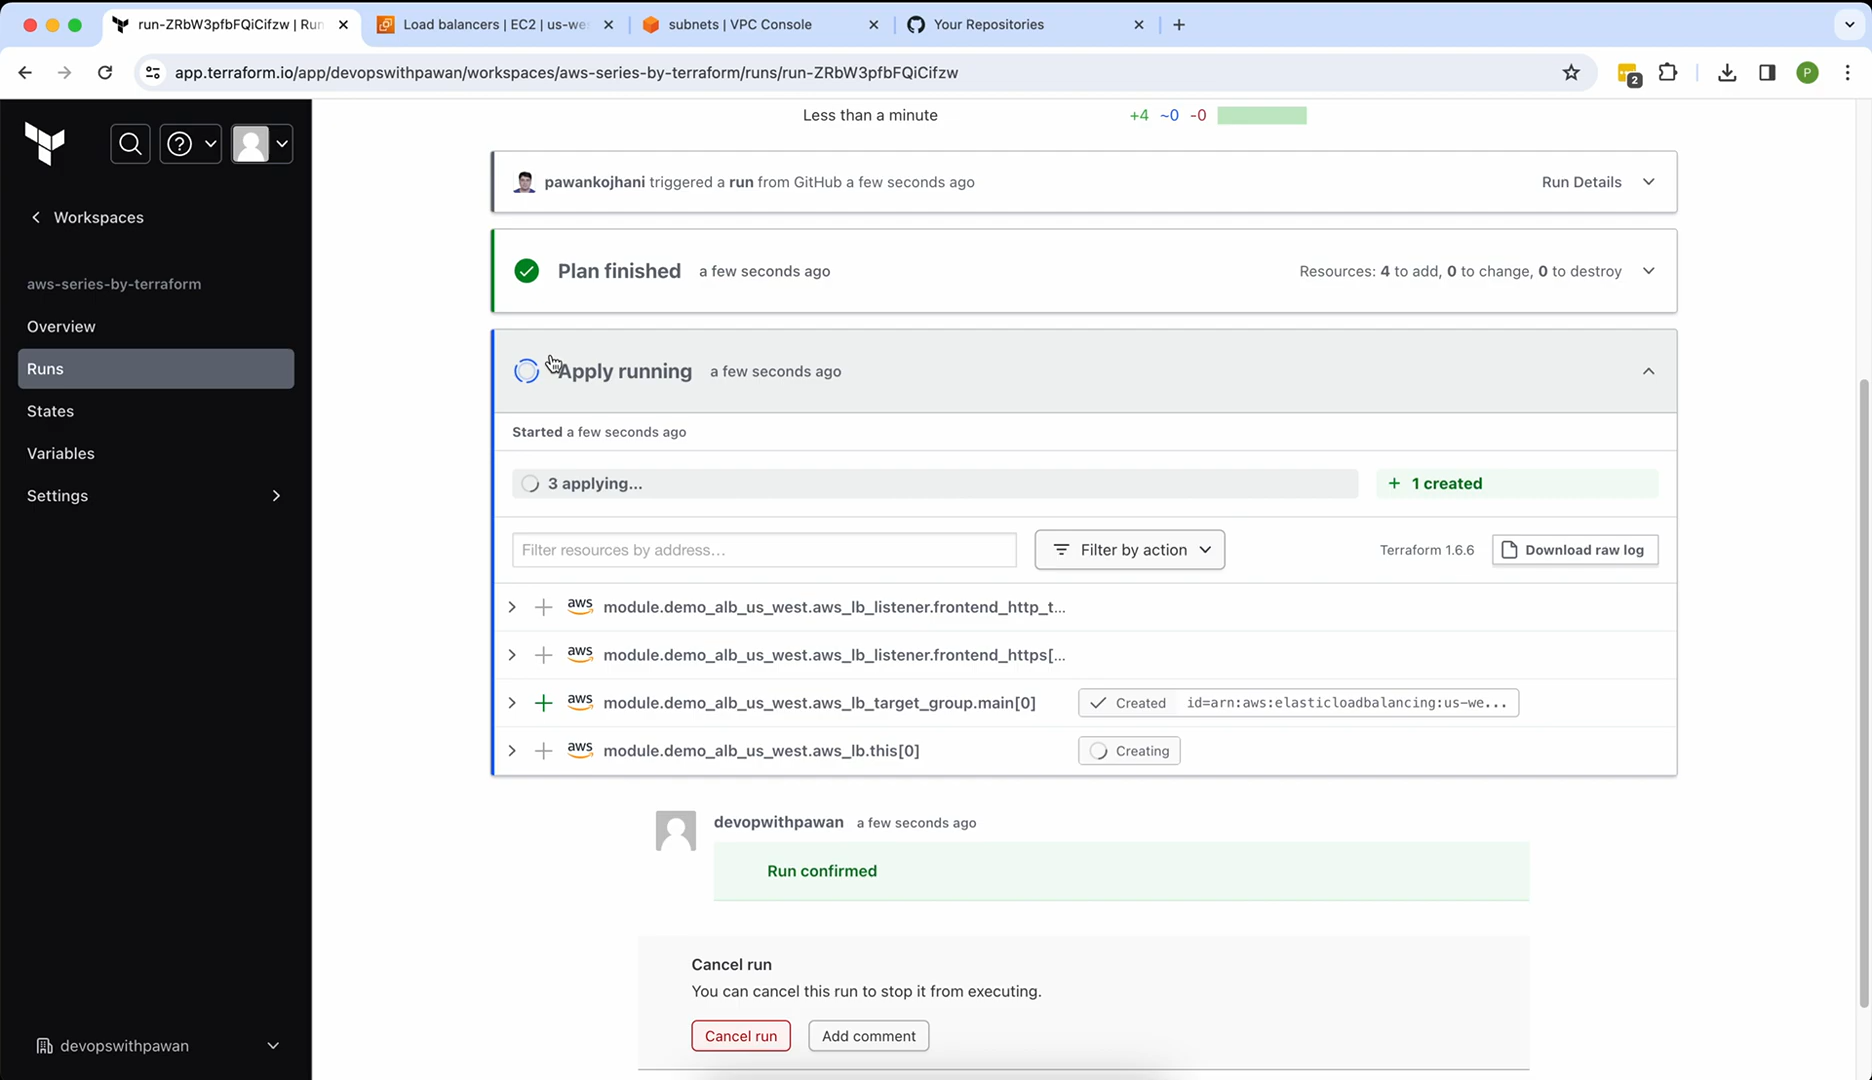 run-ZRbW3pfbFQiCifzw | Run
Load balancers | EC2 | us-we
subnets | VPC Console
Your Repositories
app.terraform.io/app/devopswithpawan/workspaces/aws-series-by-terraform/runs/run-ZRbW3pfbFQiCifzw
2
P
Workspaces
aws-series-by-terraform
Overview
Runs
States
Variables
Settings
devopswithpawan
Less than a minute
+4 ~0 -0
pawankojhani triggered a run from GitHub a few seconds ago
Run Details
Plan finished a few seconds ago
Resources: 4 to add, 0 to change, 0 to destroy
Apply running a few seconds ago
Started a few seconds ago
3 applying...
+ 1 created
Filter resources by address...
Filter by action
Terraform 1.6.6
Download raw log
aws module.demo_alb_us_west.aws_lb_listener.frontend_http_t...
aws module.demo_alb_us_west.aws_lb_listener.frontend_https[...
aws module.demo_alb_us_west.aws_lb_target_group.main[0] Created id=arn:aws:elasticloadbalancing:us-we...
aws module.demo_alb_us_west.aws_lb.this[0] Creating
devopwithpawan a few seconds ago
Run confirmed
Cancel run
You can cancel this run to stop it from executing.
Cancel run
Add comment